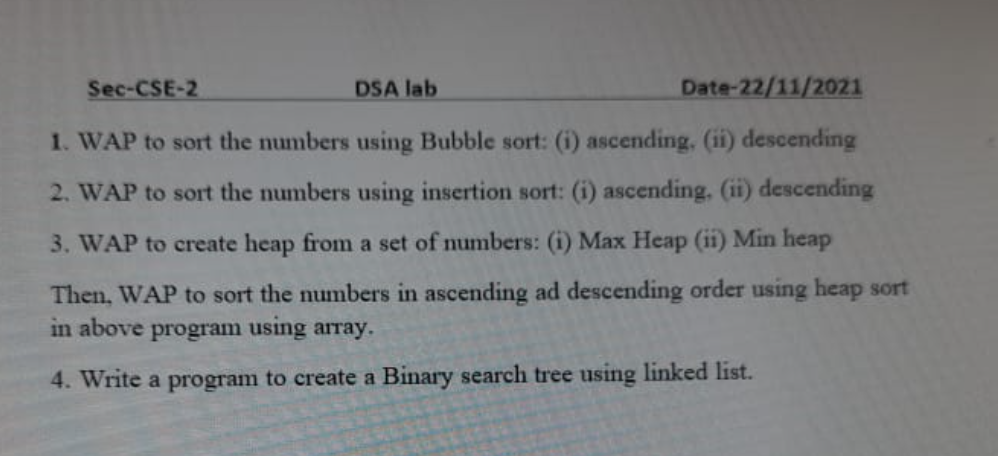 Sec-CSE-2 DSA lab Date-22/11/2021
1. WAP to sort the numbers using Bubble sort: (i) ascending, (ii) descending
2. WAP to sort the numbers using insertion sort: (i) ascending, (ii) descending
3. WAP to create heap from a set of numbers: (i) Max Heap (ii) Min heap
Then, WAP to sort the numbers in ascending ad descending order using heap sort
in above program using array.
4. Write a program to create a Binary search tree using linked list.